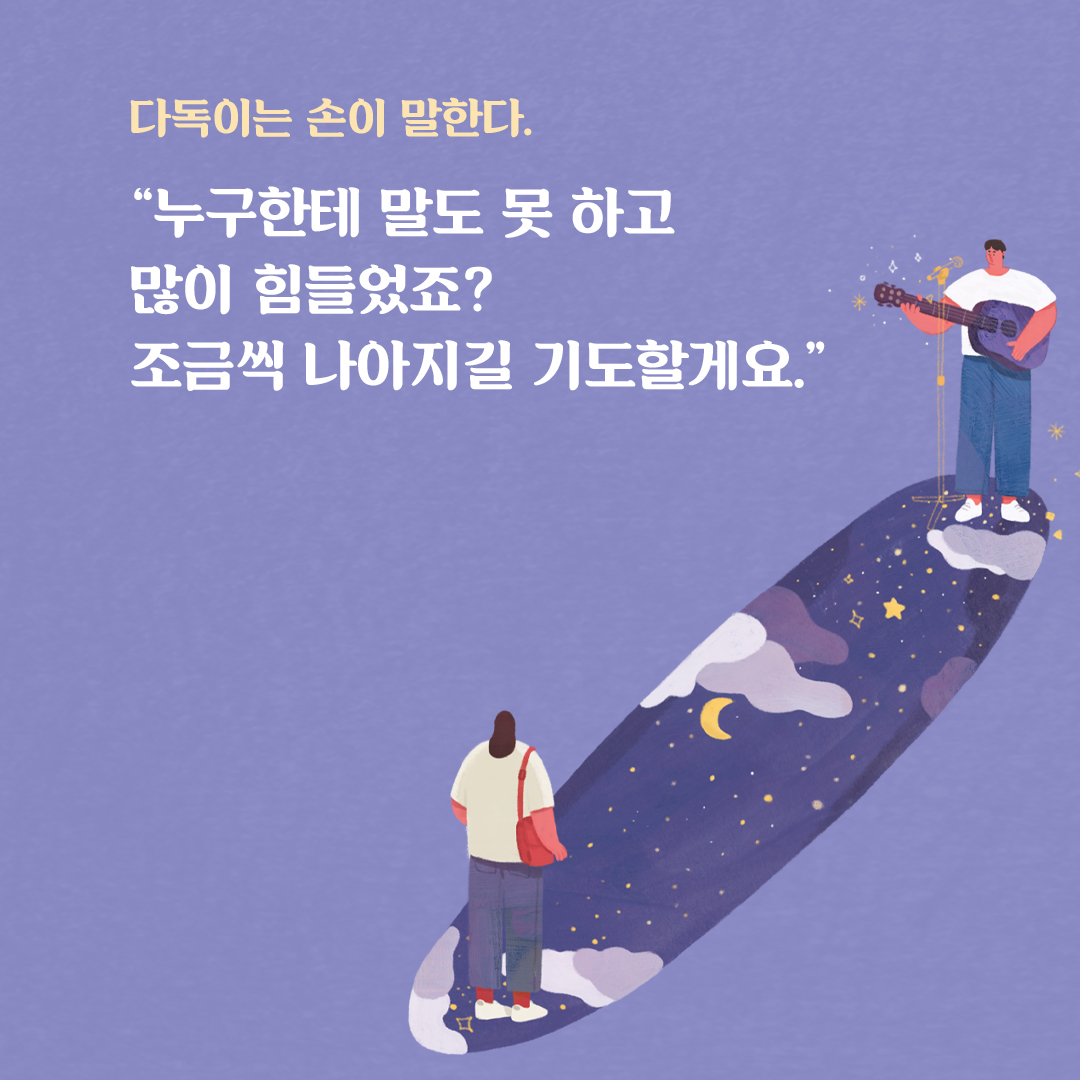 다독이는 손이 말한다.
“누구한테 말도 못 하고
많이 힘들었죠?
조금씩 나아지길 기도할게요.”